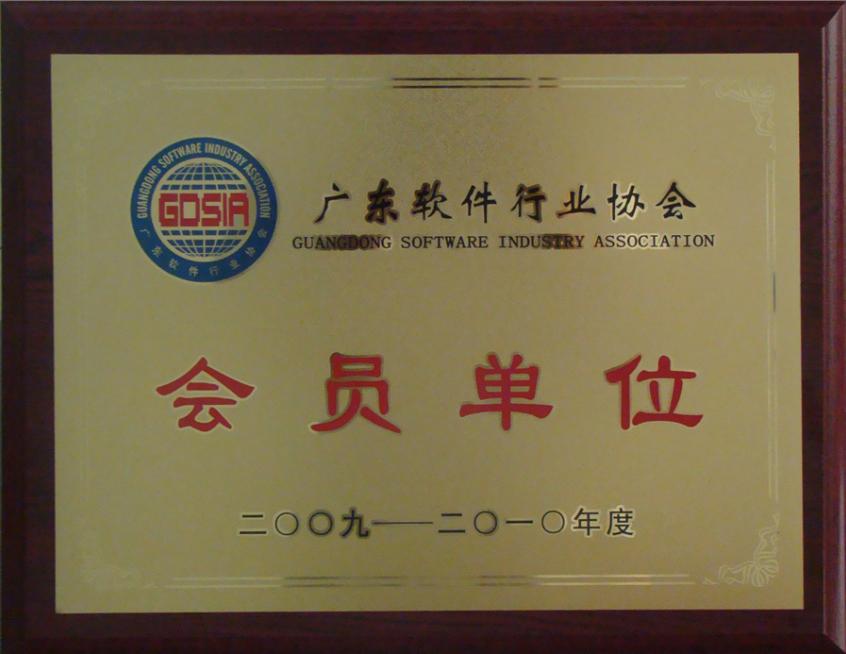 GUANGDONG SOFTWARE INDUSTRY ASSOCIATION
GDSIA
广东软件行业协会
广东软件行业协会
GUANGDONG SOFTWARE INDUSTRY ASSOCIATION
会员单位
二〇〇九——二〇一〇年度